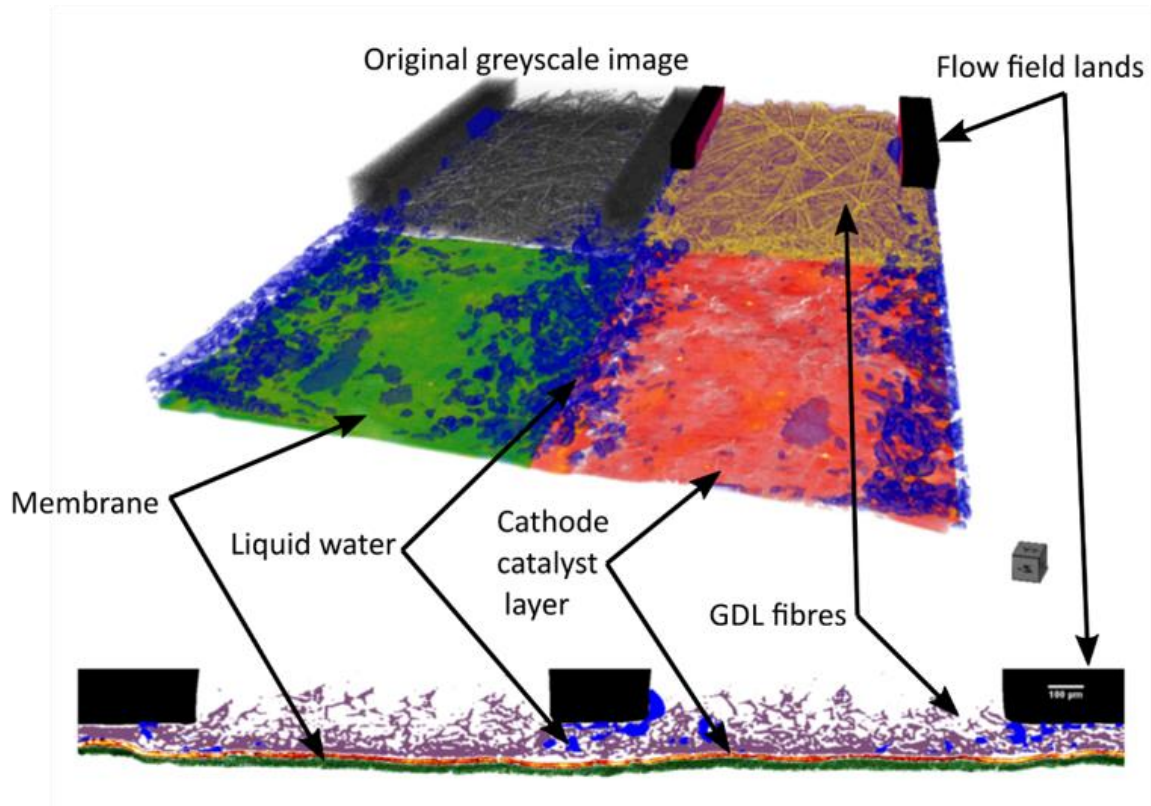 Original greyscale image
Flow field lands
Membrane
Liquid water
Cathode
catalyst
layer
GDL fibres
100 µm